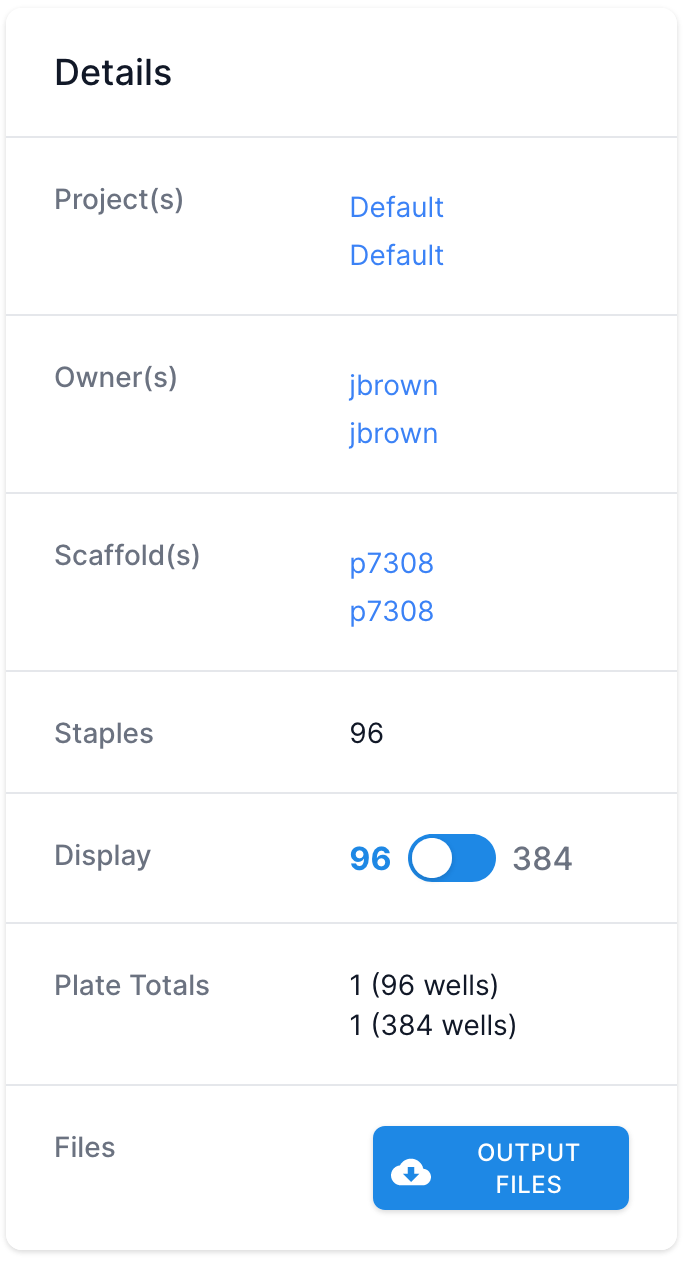 Details
Project(s)
Default
Default
Owner(s)
jbrown
jbrown
Scaffold(s)
p7308
p7308
Staples
96
Display
96 384
Plate Totals
1 (96 wells)
1 (384 wells)
Files
OUTPUT
FILES